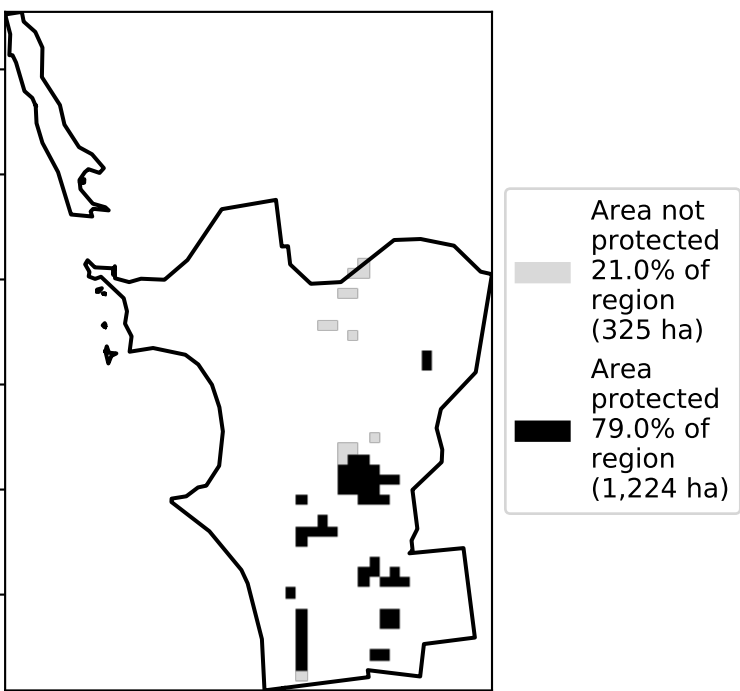 Area not
protected
21.0% of
region
(325 ha)
Area
protected
79.0% of
region
(1,224 ha)